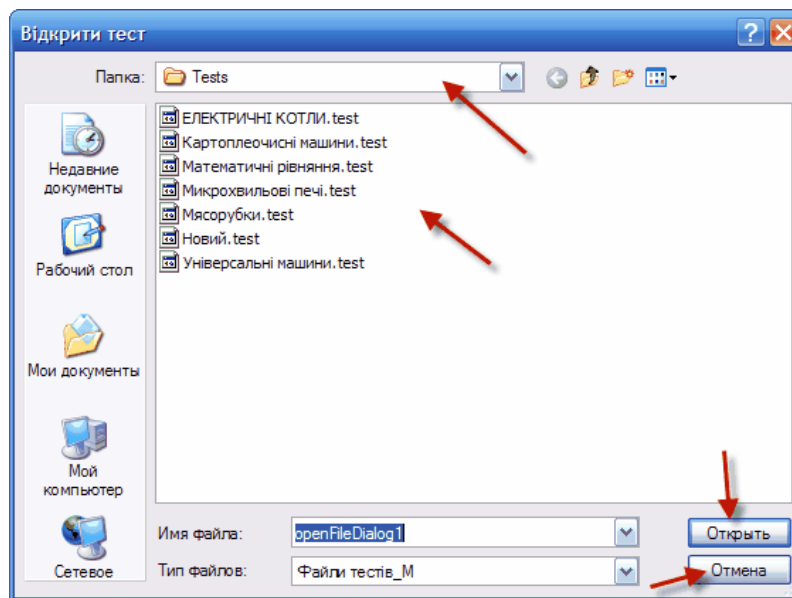 Відкрити тест
Папка: Tests
ЕЛЕКТРИЧНІ КОТЛИ.test
Картоплеочисні машини.test
Математичні рівняння.test
Микрохвильові печі.test
Мясорубки.test
Новий.test
Універсальні машини.test
Недавние
документы
Рабочий стол
Мои документы
Мой
компьютер
Сетевое
Имя файла: openFileDialog1 Открыть
Тип файлов: Файли тестів_М Отмена